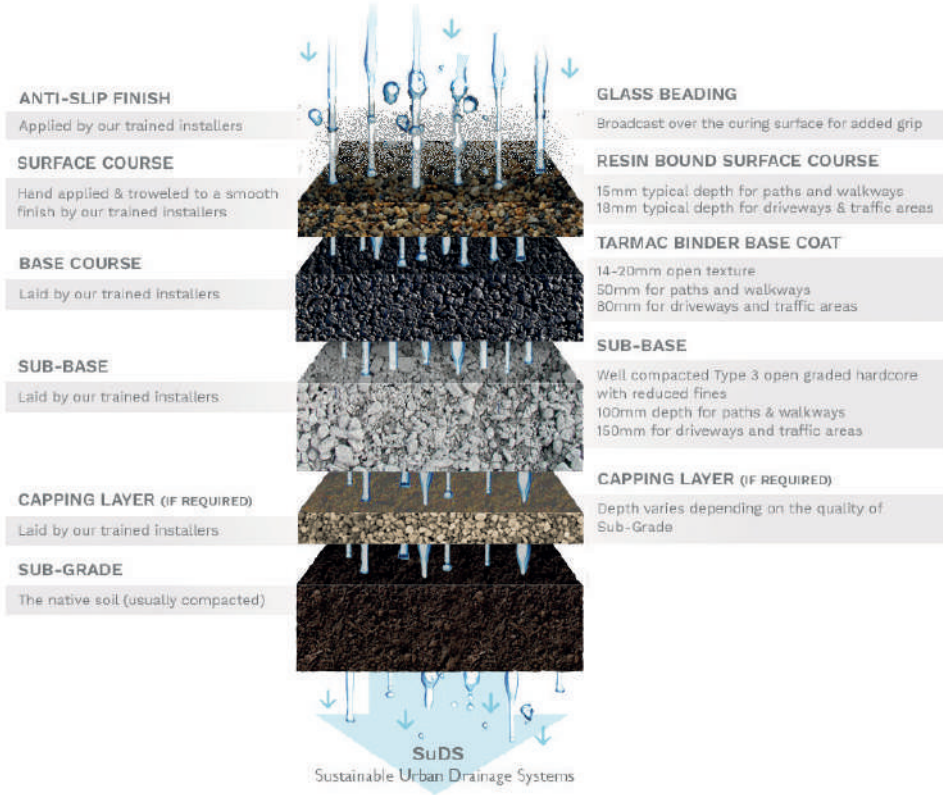 ANTI-SLIP FINISH
Applied by our trained installers
SURFACE COURSE
Hand applied & troweled to a smooth
finish by our trained installers
BASE COURSE
Laid by our trained installers
SUB-BASE
Laid by our trained installers
CAPPING LAYER (IF REQUIRED)
Laid by our trained installers
SUB-GRADE
The native soil (usually compacted)
GLASS BEADING
Broadcast over the curing surface for added grip
RESIN BOUND SURFACE COURSE
15mm typical depth for paths and walkways
18mm typical depth for driveways & traffic areas
TARMAC BINDER BASE COAT
14-20mm open texture
50mm for paths and walkways
80mm for driveways and traffic areas
SUB-BASE
Well compacted Type 3 open graded hardcore
with reduced fines
100mm depth for paths & walkways
150mm for driveways and traffic areas
CAPPING LAYER (IF REQUIRED)
Depth varies depending on the quality of
Sub-Grade
SuDS
Sustainable Urban Drainage Systems